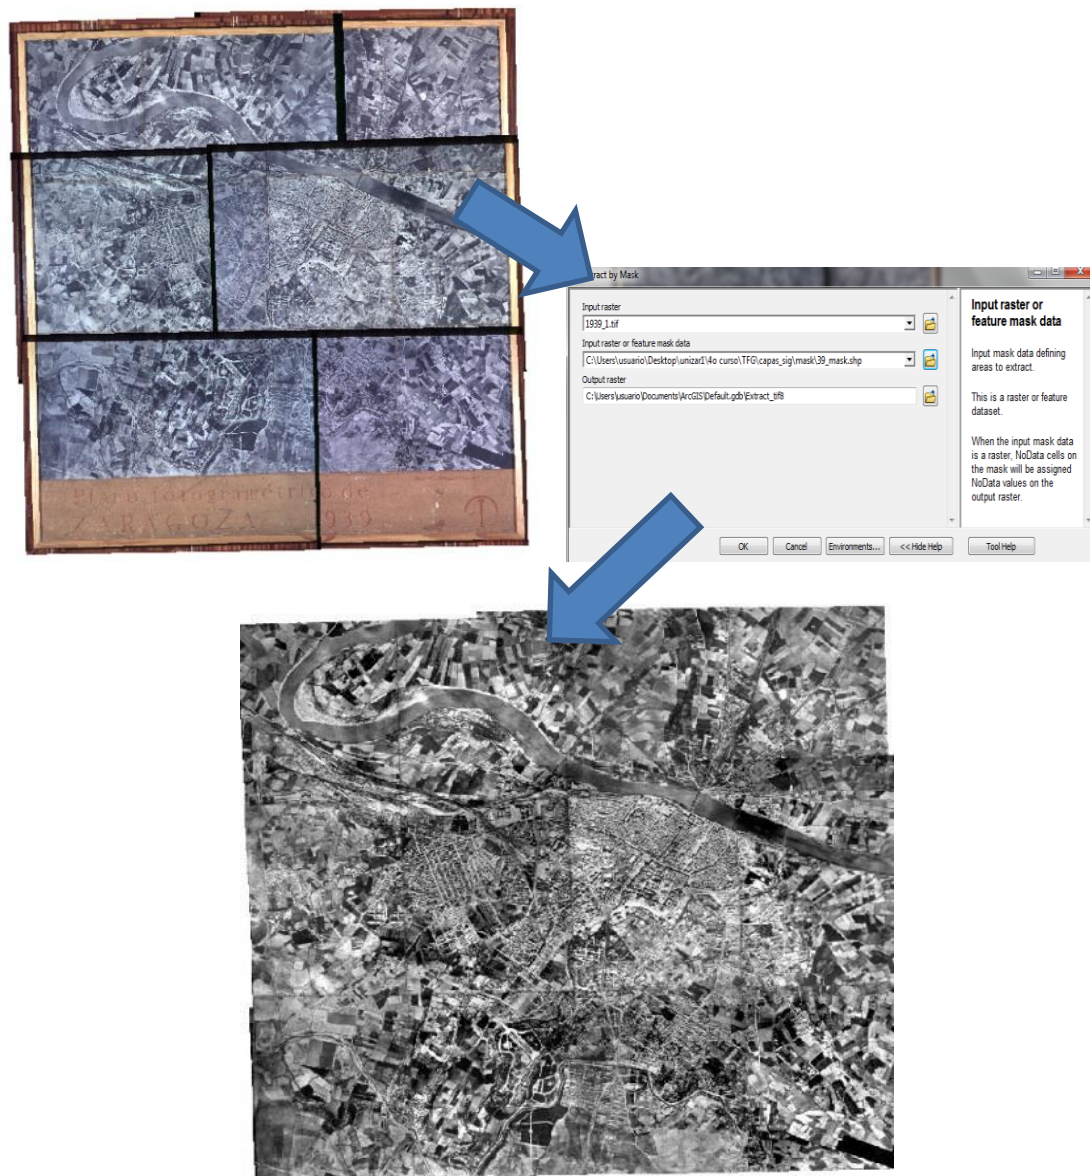 Plano fotogramétrico de
ZARAGOZA 1939
ract by Mask
Input raster
1939_1.tif
Input raster or feature mask data
C:\Users\usuario\Desktop\unizar1\4o curso\TFG\capas_sig\mask\39_mask.shp
Output raster
C:\Users\usuario\Documents\ArcGIS\Default.gdb\Extract_tif8
OK
Cancel
Environments...
<< Hide Help
Tool Help
Input raster or
feature mask data
Input mask data defining
areas to extract.
This is a raster or feature
dataset.
When the input mask data
is a raster, NoData cells on
the mask will be assigned
NoData values on the
output raster.